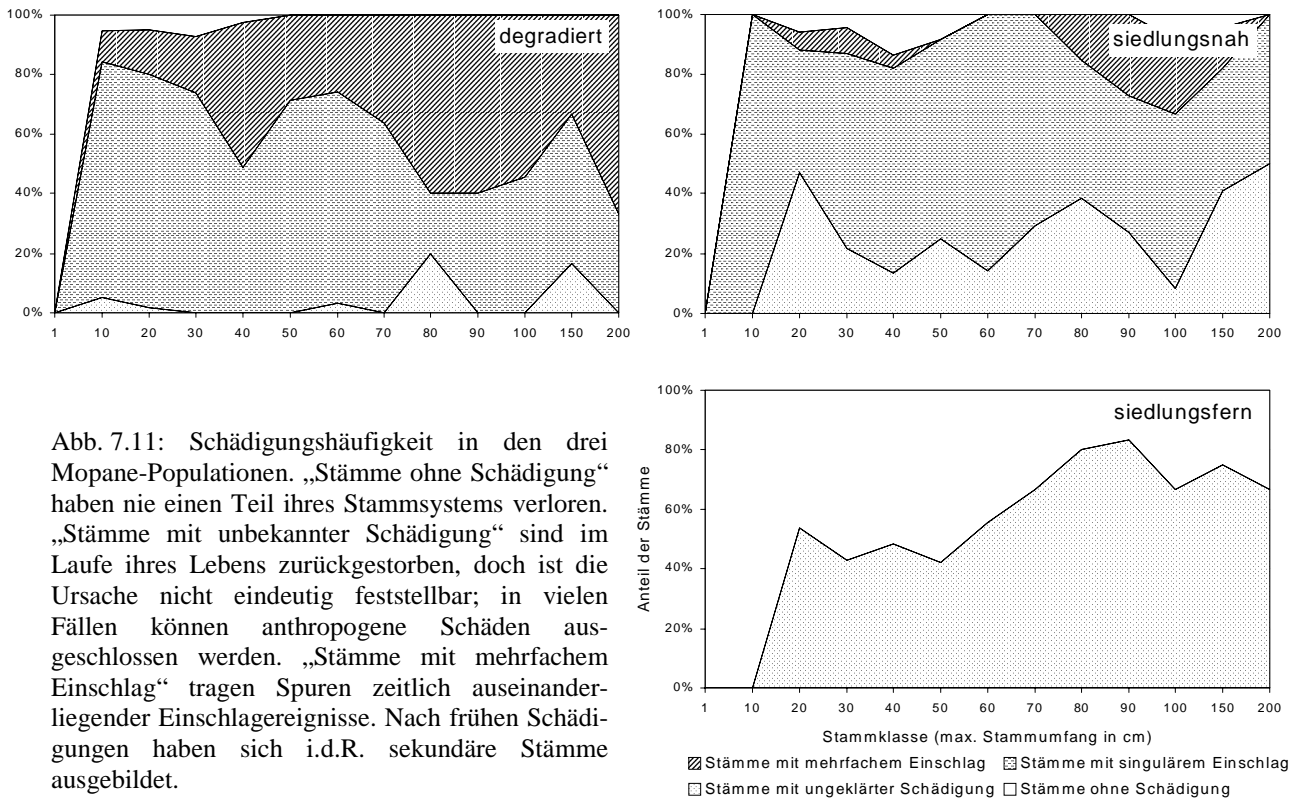 100%
80%
60%
40%
20%
0%
degradiert
1 10 20 30 40 50 60 70 80 90 100 150 200
100%
80%
60%
40%
20%
0%
siedlungsnah
1 10 20 30 40 50 60 70 80 90 100 150 200
Abb. 7.11: Schädigungshäufigkeit in den drei
Mopane-Populationen. „Stämme ohne Schädigung“
haben nie einen Teil ihres Stammsystems verloren.
„Stämme mit unbekannter Schädigung“ sind im
Laufe ihres Lebens zurückgestorben, doch ist die
Ursache nicht eindeutig feststellbar; in vielen
Fällen können anthropogene Schäden aus-
geschlossen werden. „Stämme mit mehrfachem
Einschlag“ tragen Spuren zeitlich auseinander-
liegender Einschlagereignisse. Nach frühen Schädi-
gungen haben sich i.d.R. sekundäre Stämme
ausgebildet.
Anteil der Stämme
100%
80%
60%
40%
20%
0%
siedlungsfern
1 10 20 30 40 50 60 70 80 90 100 150 200
Stammklasse (max. Stammumfang in cm)
Stämme mit mehrfachem Einschlag Stämme mit singulärem Einschlag
Stämme mit ungeklärter Schädigung Stämme ohne Schädigung